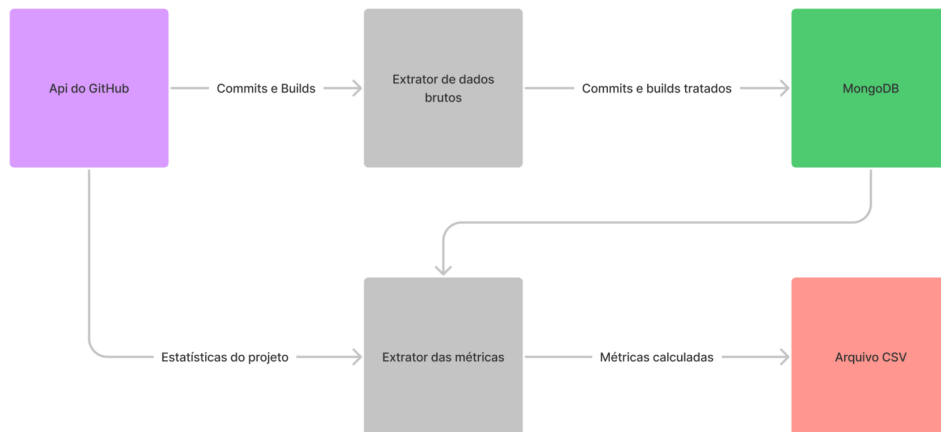 Api do GitHub
Commits e Builds
Extrator de dados
brutos
Commits e builds tratados
MongoDB
Estatísticas do projeto
Extrator das métricas
Métricas calculadas
Arquivo CSV